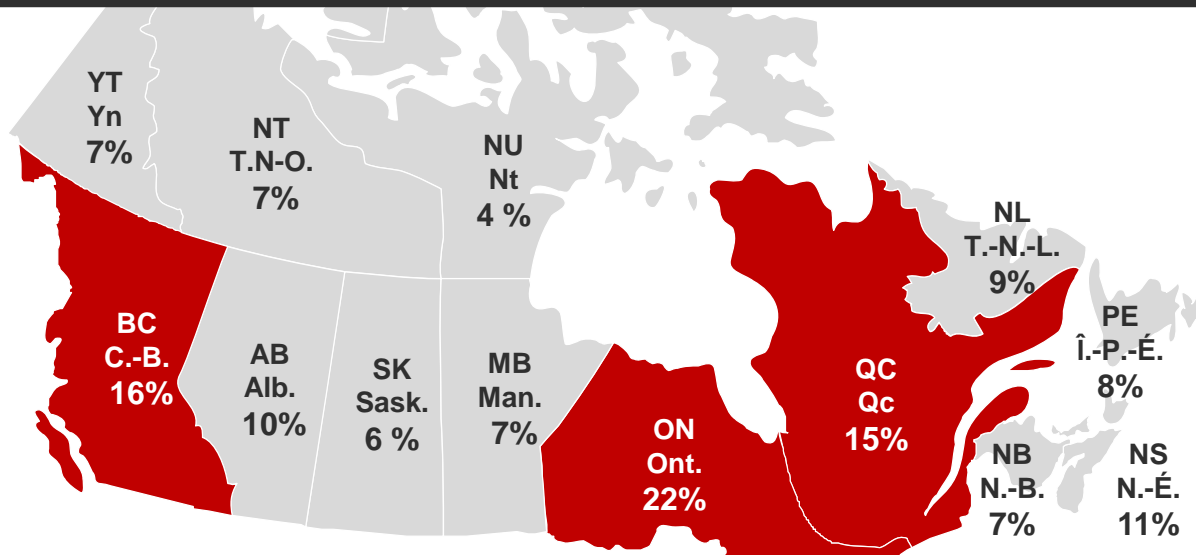 YT
Yn
7%
NT
T.N-O.
7%
NU
Nt
4 %
NL
T.-N.-L.
9%
BC
C.-B.
16%
AB
Alb.
10%
SK
Sask.
6 %
MB
Man.
7%
ON
Ont.
22%
QC
Qc
15%
PE
Î.-P.-É.
8%
NB
N.-B.
7%
NS
N.-É.
11%